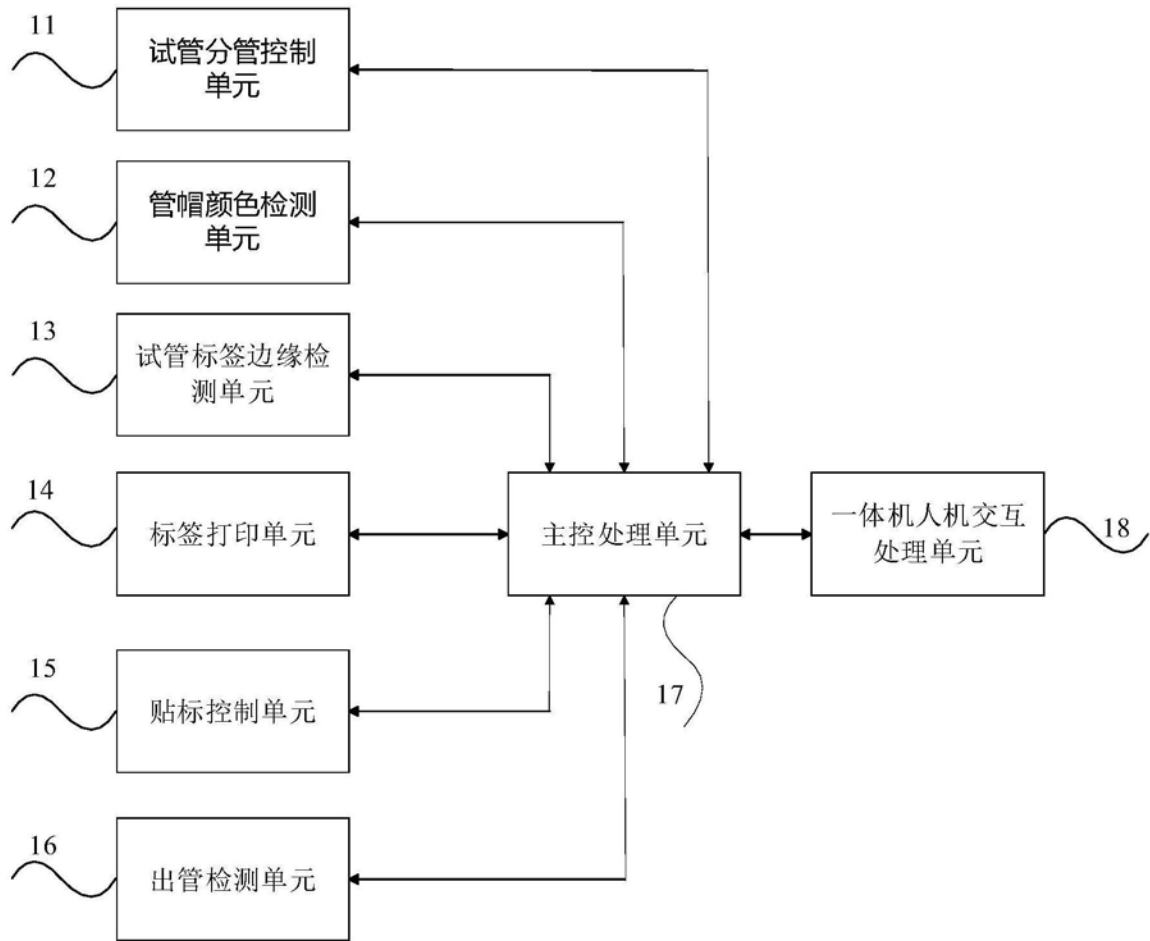 11
试管分管控制
单元
12
管帽颜色检测
单元
13
试管标签边缘检
测单元
14
标签打印单元
主控处理单元
一体机人机交互
处理单元
18
15
贴标控制单元
17
16
出管检测单元